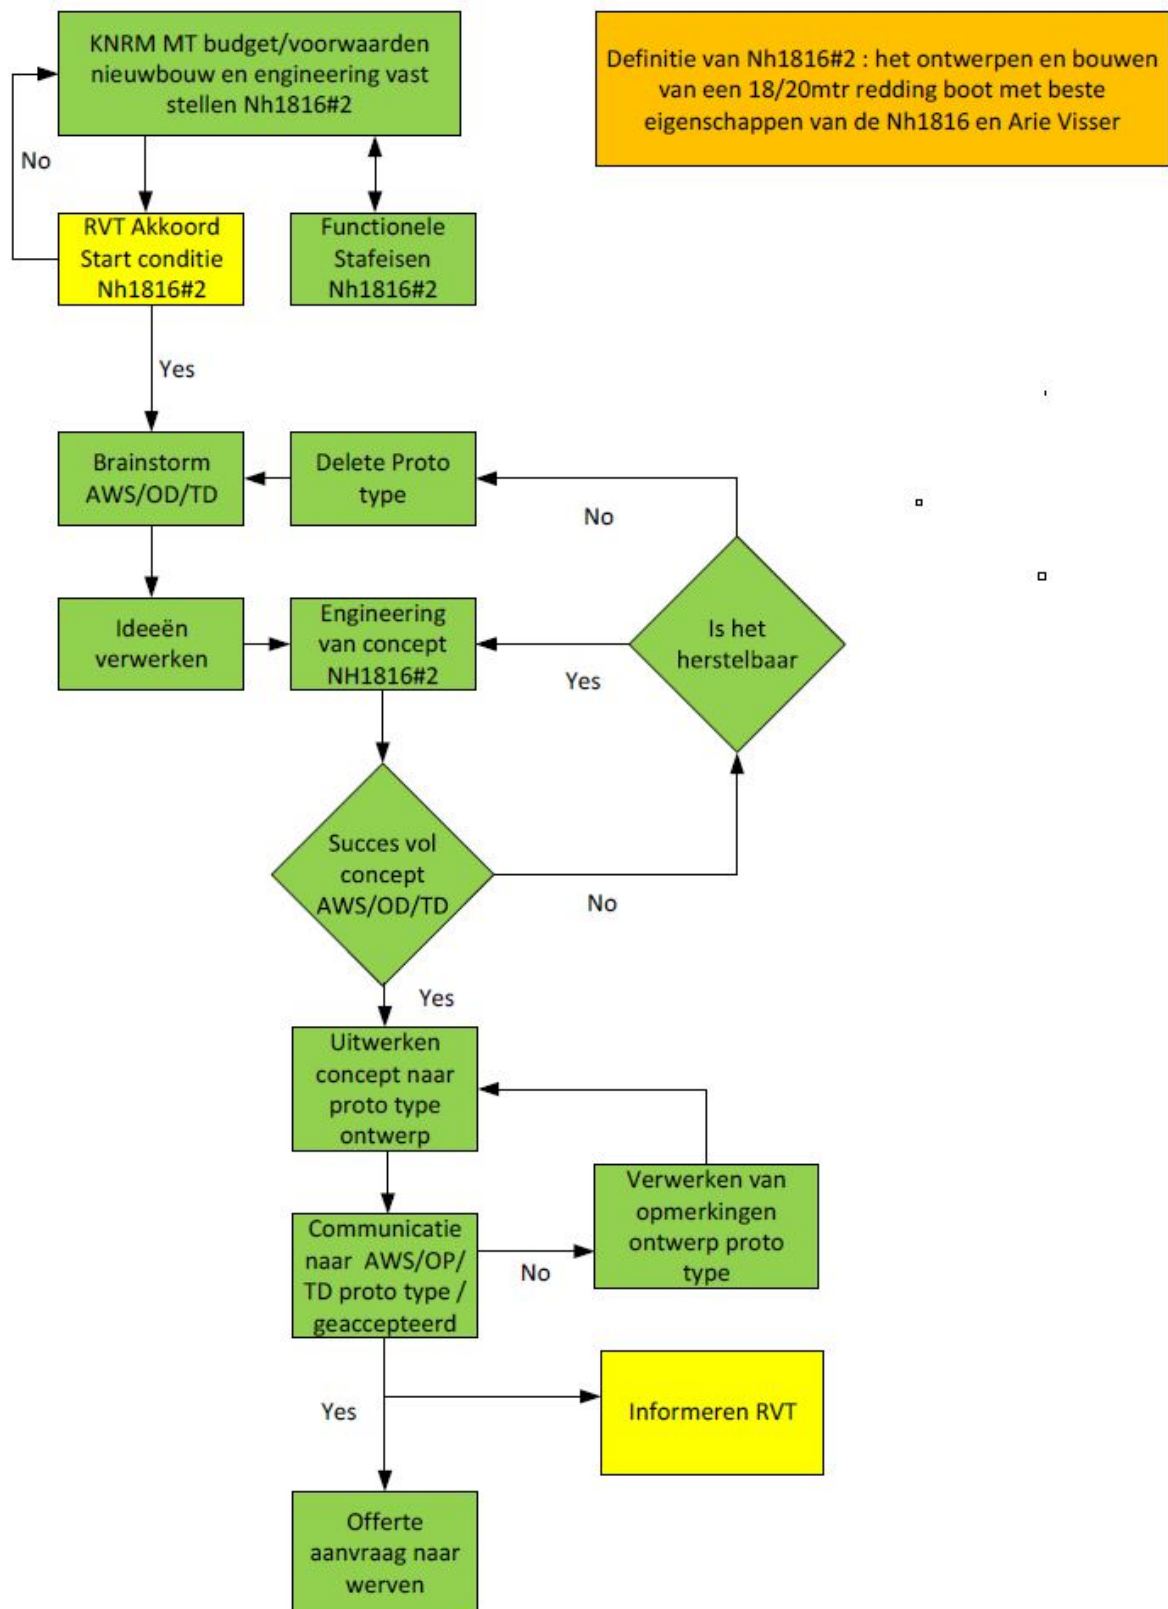 KNRM MT budget/voorwaarden
nieuwbouw en engineering vast
stellen Nh1816#2
Definitie van Nh1816#2 : het ontwerpen en bouwen
van een 18/20mtr redding boot met beste
eigenschappen van de Nh1816 en Arie Visser
No
RVT Akkoord
Start conditie
Nh1816#2
Functionele
Stafeisen
Nh1816#2
Yes
Brainstorm
AWS/OD/TD
Delete Proto
type
No
Ideeën
verwerken
Engineering
van concept
NH1816#2
Yes
Is het
herstelbaar
Succes vol
concept
AWS/OD/TD
No
Yes
Uitwerken
concept naar
proto type
ontwerp
Verwerken van
opmerkingen
ontwerp proto
type
Communicatie
naar AWS/OP/
TD proto type /
geaccepteerd
No
Yes
Informeren RVT
Offerte
aanvraag naar
werven